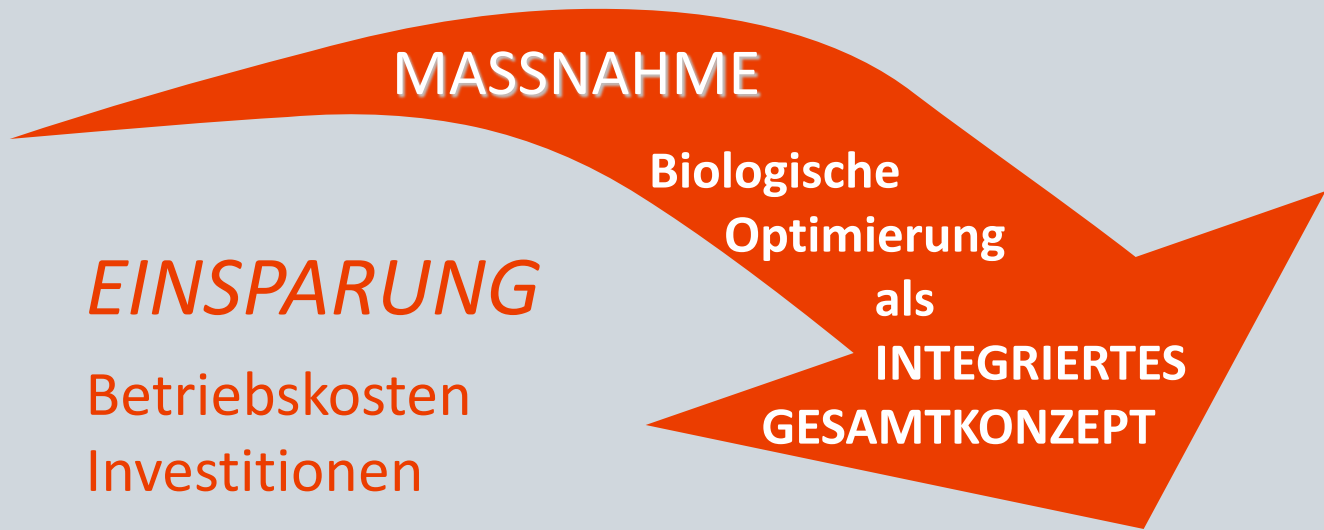 MASSNAHME
Biologische
Optimierung
als
INTEGRIERTES
GESAMTKONZEPT
EINSPARUNG
Betriebskosten
Investitionen